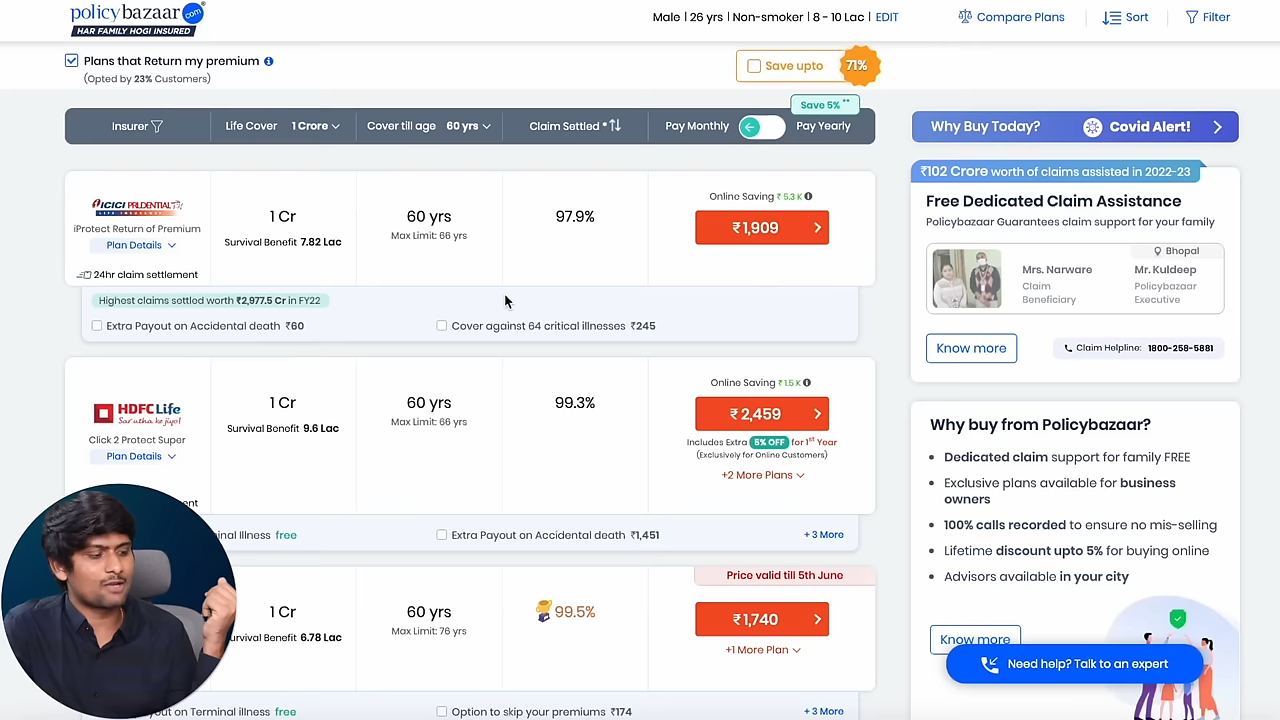 policybazaar.com
HAR FAMILY HOGI INSURED
Male | 26 yrs | Non-smoker | 8 - 10 Lac | EDIT
Compare Plans
Sort
Filter
Plans that Return my premium
(Opted by 23% Customers)
Save upto 71%
Save 5% **
Insurer
Life Cover 1 Crore
Cover till age 60 yrs
Claim Settled *
Pay Monthly
Pay Yearly
ICICI PRUDENTIAL
LIFE INSURANCE
iProtect Return of Premium
Plan Details
24hr claim settlement
1 Cr
Survival Benefit 7.82 Lac
60 yrs
Max Limit: 66 yrs
97.9%
Online Saving ₹ 5.3 K
₹1,909
Highest claims settled worth ₹2,977.5 Cr in FY22
Extra Payout on Accidental death ₹60
Cover against 64 critical illnesses ₹245
HDFC Life
Sar utha ke jiyo!
Click 2 Protect Super
Plan Details
1 Cr
Survival Benefit 9.6 Lac
60 yrs
Max Limit: 66 yrs
99.3%
Online Saving ₹ 1.5 K
₹2,459
Includes Extra 5% OFF for 1st Year
(Exclusively for Online Customers)
+2 More Plans
nt
inal Illness free
Extra Payout on Accidental death ₹1,451
+ 3 More
Price valid till 5th June
1 Cr
urvival Benefit 6.78 Lac
60 yrs
Max Limit: 76 yrs
99.5%
₹1,740
+1 More Plan
out on Terminal illness free
Option to skip your premiums ₹174
+ 3 More
Why Buy Today?
Covid Alert!
₹102 Crore worth of claims assisted in 2022-23
Free Dedicated Claim Assistance
Policybazaar Guarantees claim support for your family
Bhopal
Mrs. Narware
Claim
Beneficiary
Mr. Kuldeep
Policybazaar
Executive
Know more
Claim Helpline: 1800-258-5881
Why buy from Policybazaar?
Dedicated claim support for family FREE
Exclusive plans available for business
owners
100% calls recorded to ensure no mis-selling
Lifetime discount upto 5% for buying online
Advisors available in your city
Know more
Need help? Talk to an expert